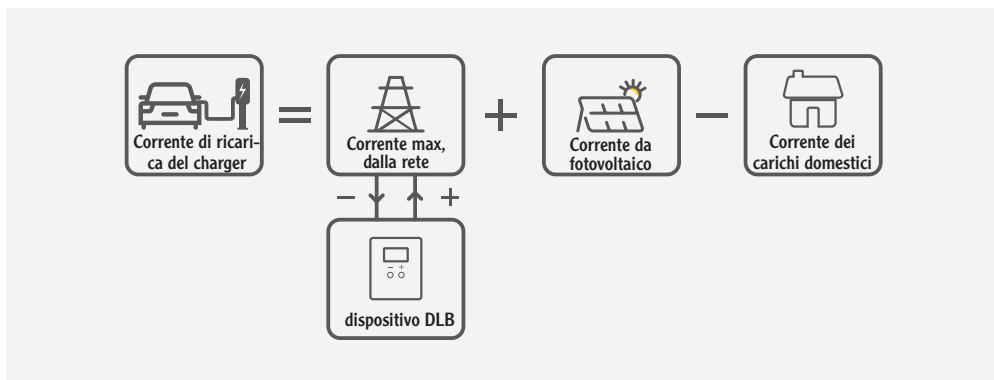 Corrente di ricari-
ca del charger
=
Corrente max,
dalla rete
+
Corrente da
fotovoltaico
−
Corrente dei
carichi domestici
− +
− +
dispositivo DLB